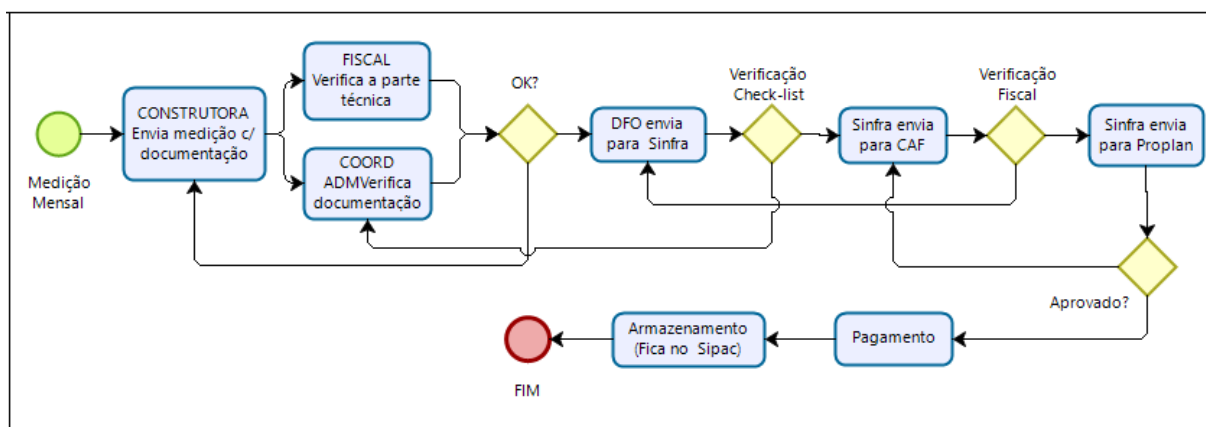 Medição
Mensal
CONSTRUTORA
Envia medição c/
documentação
FISCAL
Verifica a parte
técnica
COORD
ADMVerifica
documentação
OK?
DFO envia
para Sinfra
Verificação
Check-list
Sinfra envia
para CAF
Verificação
Fiscal
Sinfra envia
para Proplan
Aprovado?
Pagamento
Armazenamento
(Fica no Sipac)
FIM